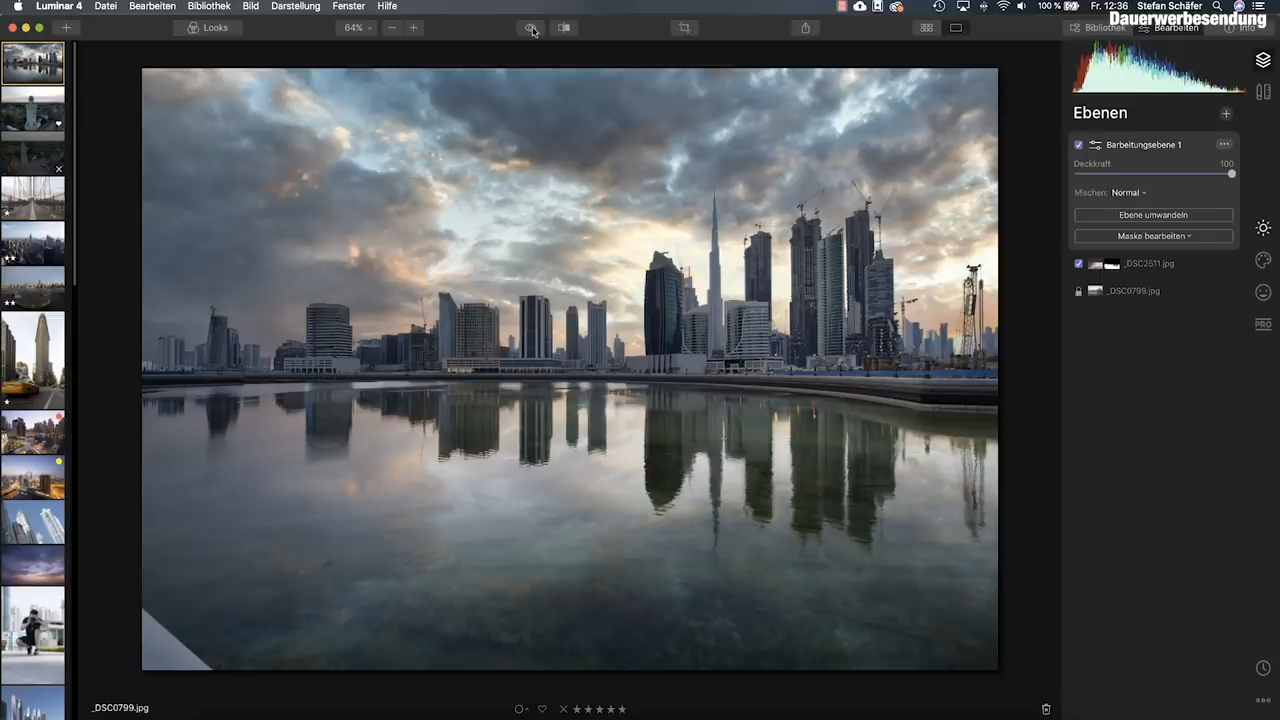 Luminar 4 Datei Bearbeiten Bibliothek Bild Darstellung Fenster Hilfe 100 % Fr. 12:36 Stefan Schäfer
Dauerwerbesendung
Looks 64% Bibliothek Bearbeiten Info
Ebenen
Barbeitungsebene 1
Deckkraft 100
Mischen: Normal
Ebene umwandeln
Maske bearbeiten
_DSC2511.jpg
_DSC0799.jpg
PRO
_DSC0799.jpg